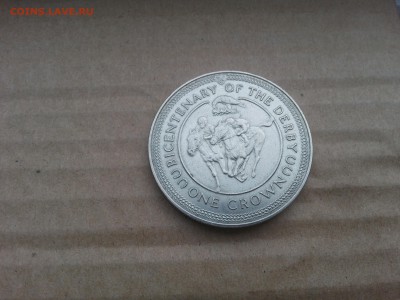 COINS.LAVE.RU
BICENTENARY OF THE DERBY
ONE CROWN